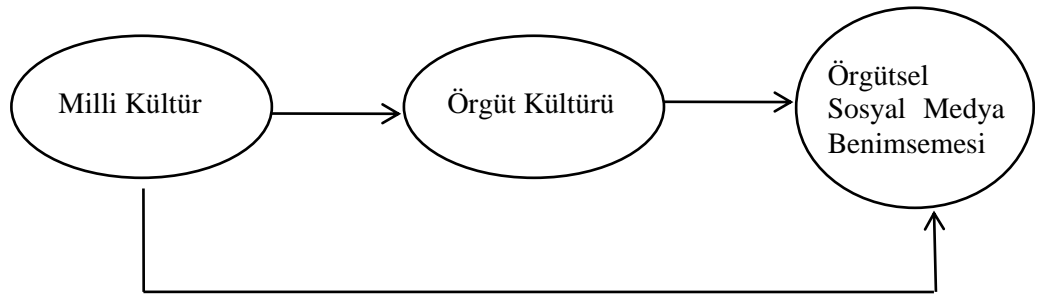 Milli Kültür
Örgüt Kültürü
Örgütsel
Sosyal Medya
Benimsemesi